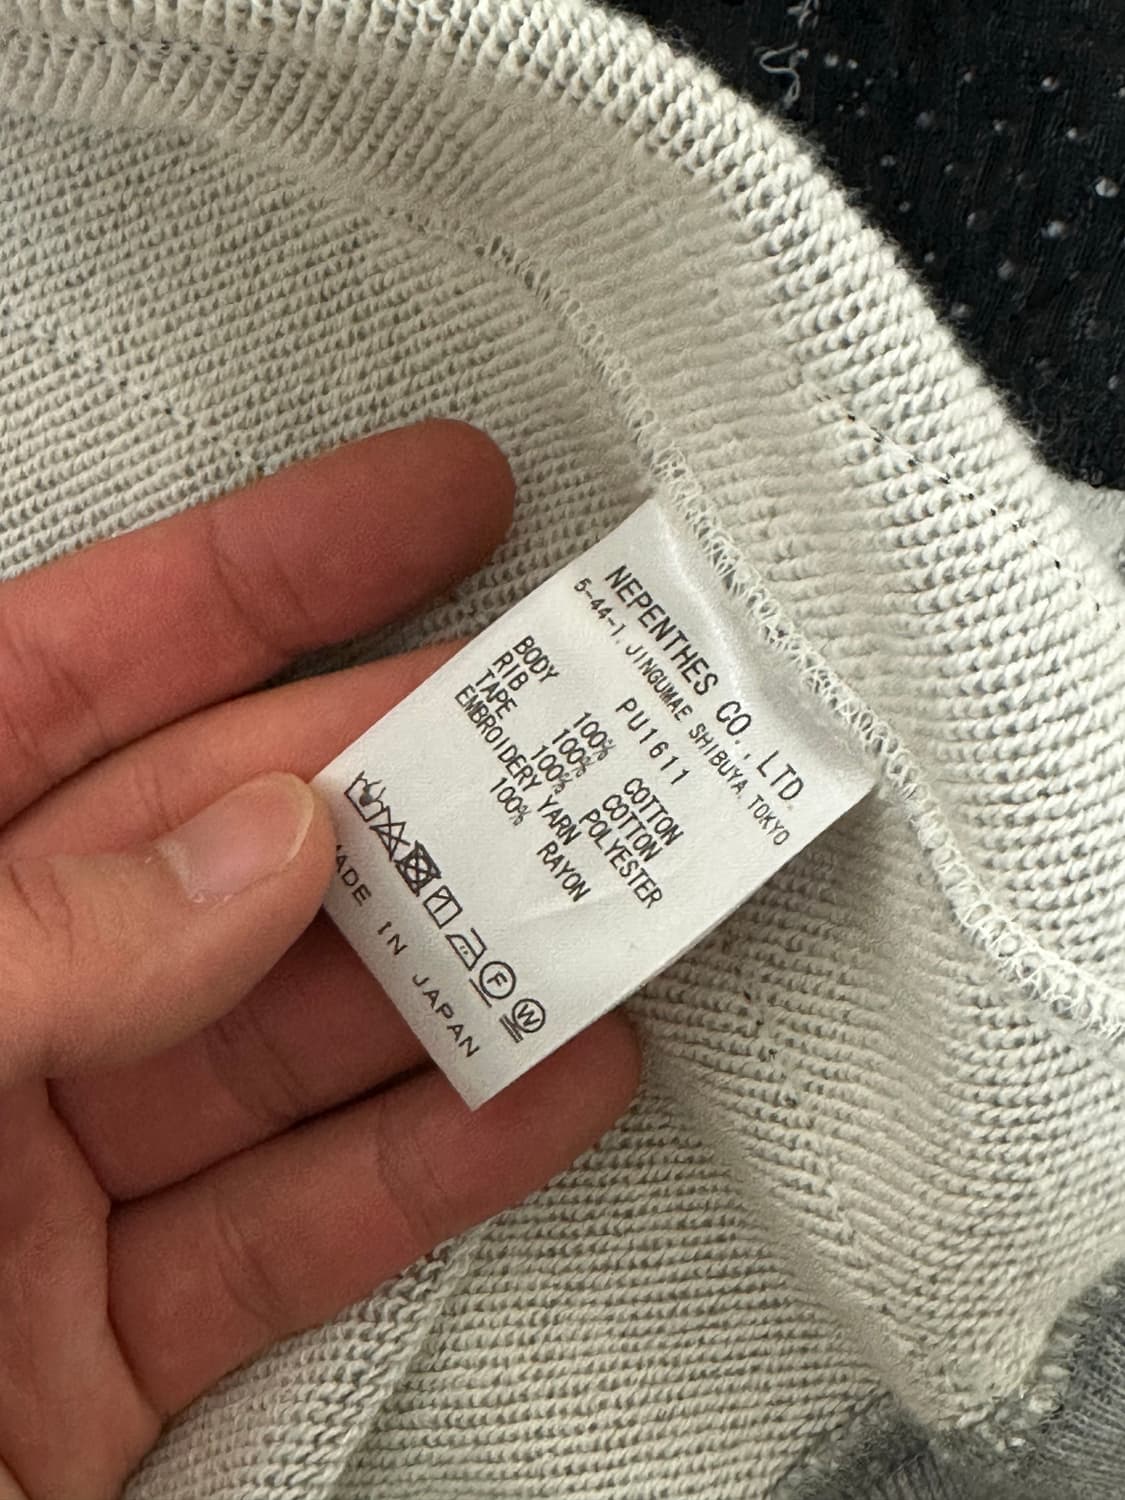 NEPENTHES CO., LTD.
5-44-1, JINGUMAE SHIBUYA, TOKYO
PU1611
BODY 100% COTTON
RIB 100% COTTON
TAPE 100% POLYESTER
EMBROIDERY YARN
100% RAYON
F W
MADE IN JAPAN